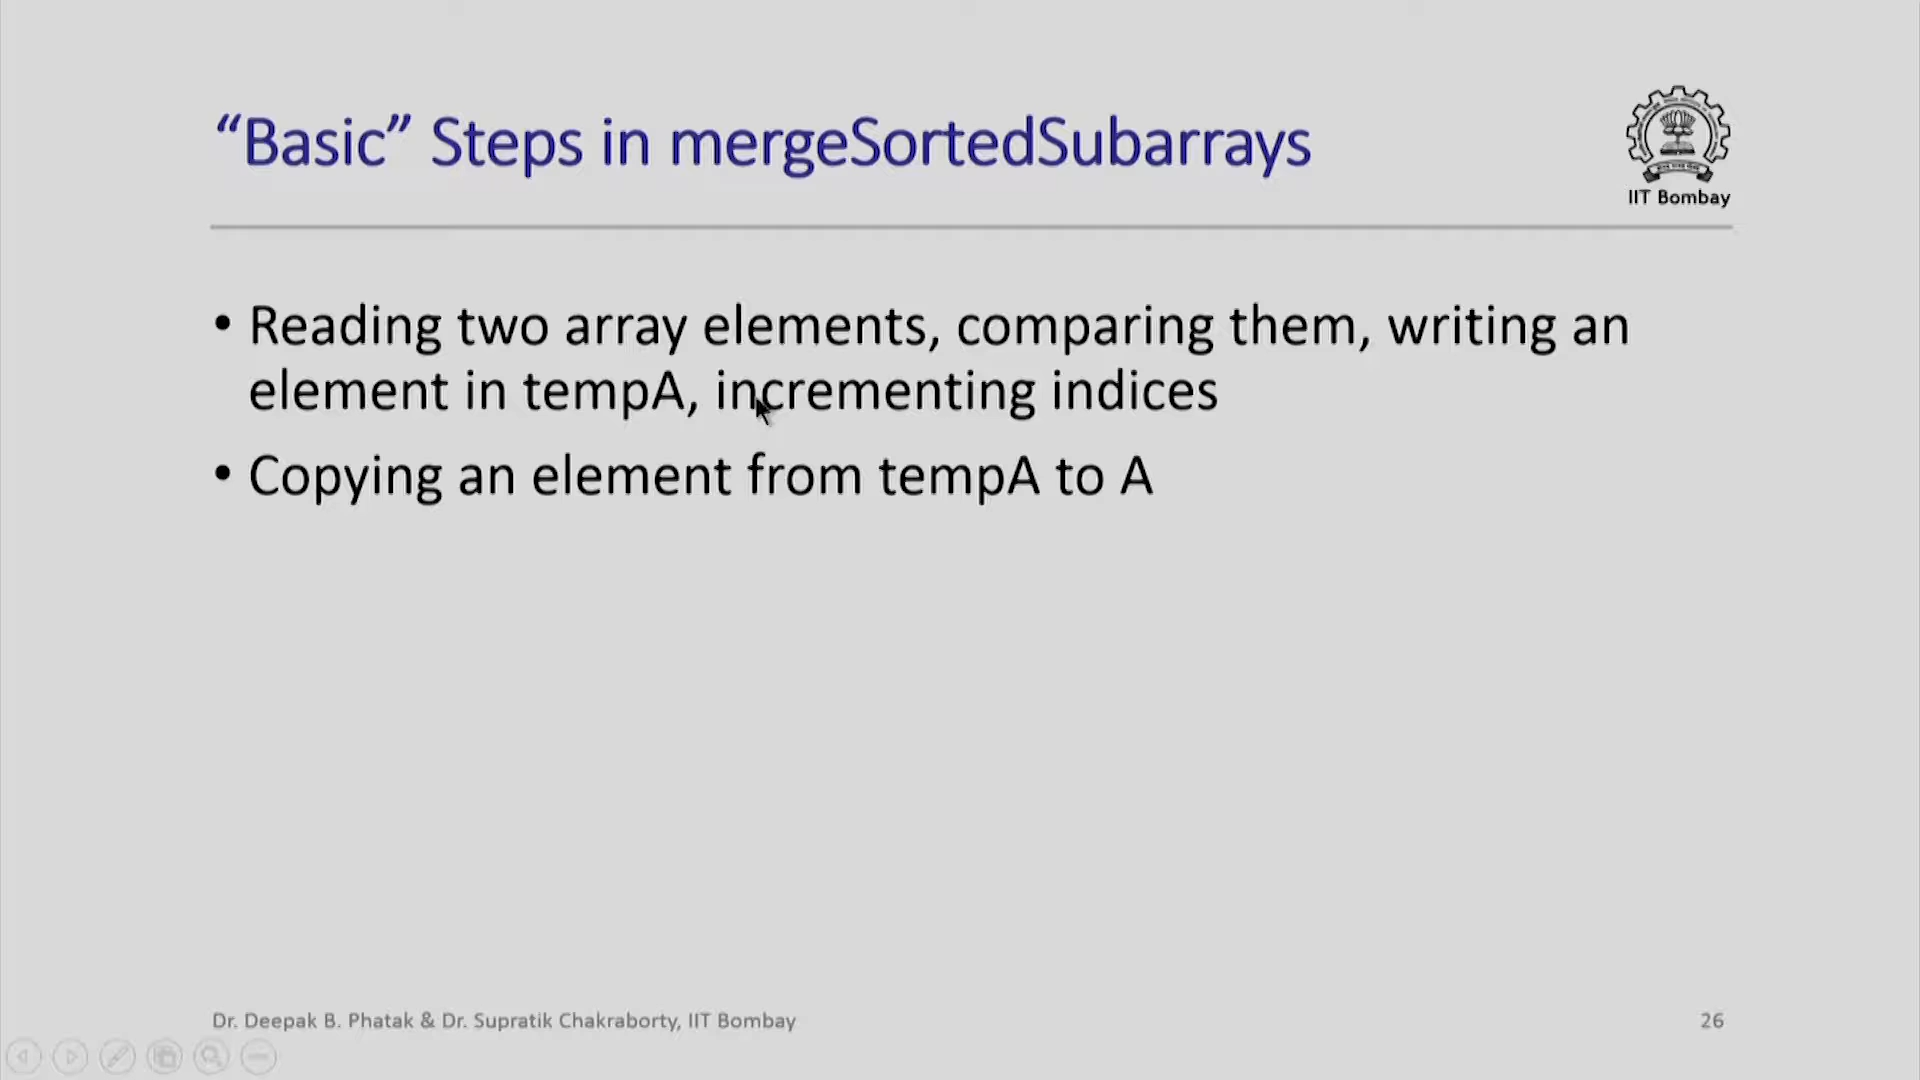 “Basic” Steps in mergeSortedSubarrays
IIT Bombay
• Reading two array elements, comparing them, writing an
element in tempA, incrementing indices
• Copying an element from tempA to A
Dr. Deepak B. Phatak & Dr. Supratik Chakraborty, IIT Bombay
26